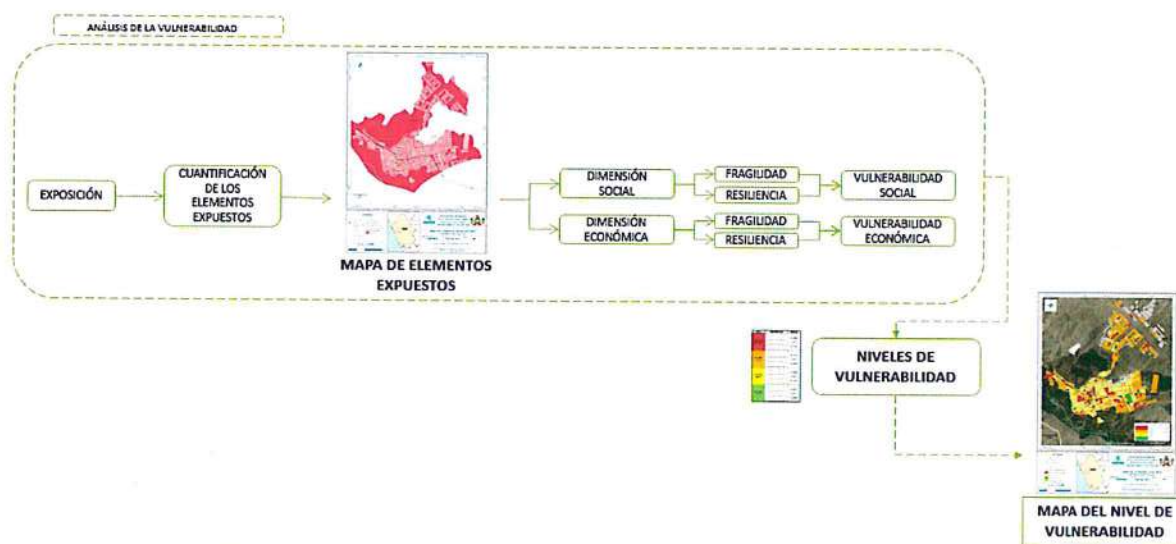 ANÁLISIS DE LA VULNERABILIDAD
EXPOSICIÓN
CUANTIFICACIÓN
DE LOS
ELEMENTOS
EXPUESTOS
MAPA DE ELEMENTOS
EXPUESTOS
DIMENSIÓN
SOCIAL
FRAGILIDAD
RESILIENCIA
VULNERABILIDAD
SOCIAL
DIMENSIÓN
ECONÓMICA
FRAGILIDAD
RESILIENCIA
VULNERABILIDAD
ECONÓMICA
NIVELES DE
VULNERABILIDAD
MAPA DEL NIVEL DE
VULNERABILIDAD